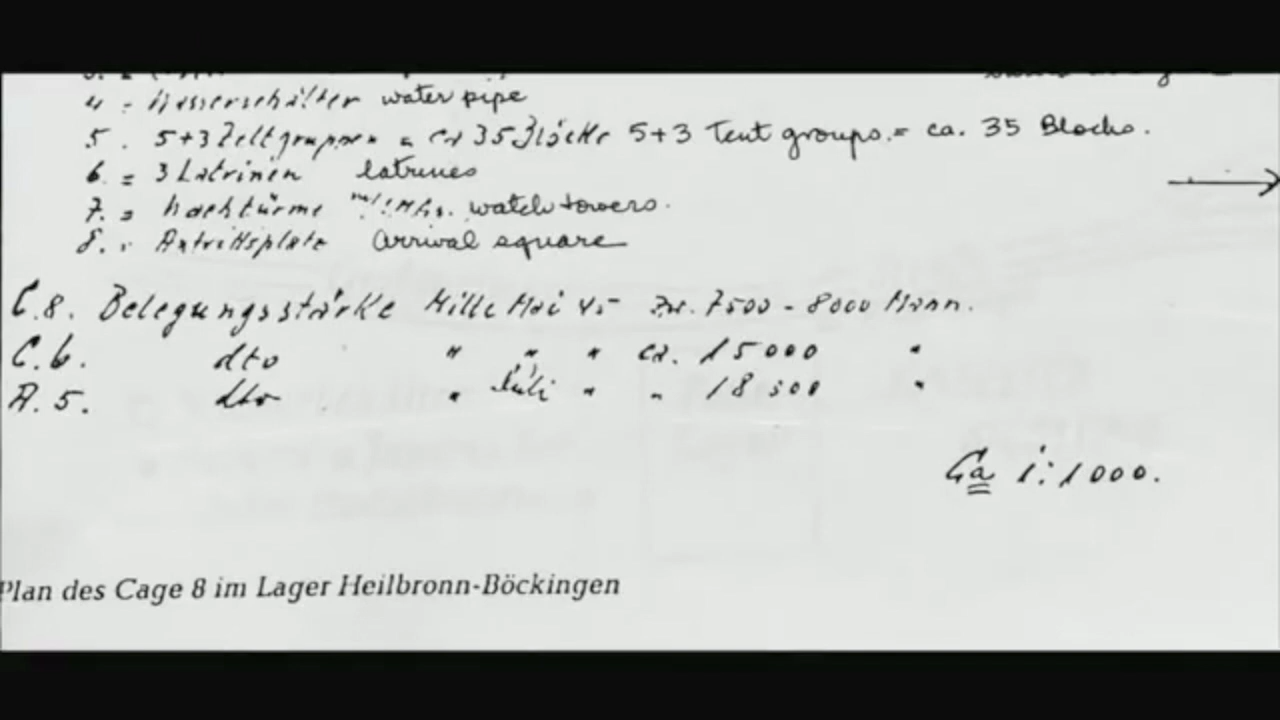 4 = Wasserbehälter water pipe
5. 5+3 Zeltgruppen = ca 35 Blöcke 5+3 Tent groups = ca. 35 Blocks.
6. = 3 Latrinen latrines
7. = Wachtürme watch towers.
8. = Antrittsplatz Arrival square
C.8. Belegungsstärke Mitte Mai 45 7500 - 8000 Mann.
C.6. dto " " " ca. 15000 "
A.5. dto " Juli " " 18500 "
Ca 1:1000.
Plan des Cage 8 im Lager Heilbronn-Böckingen